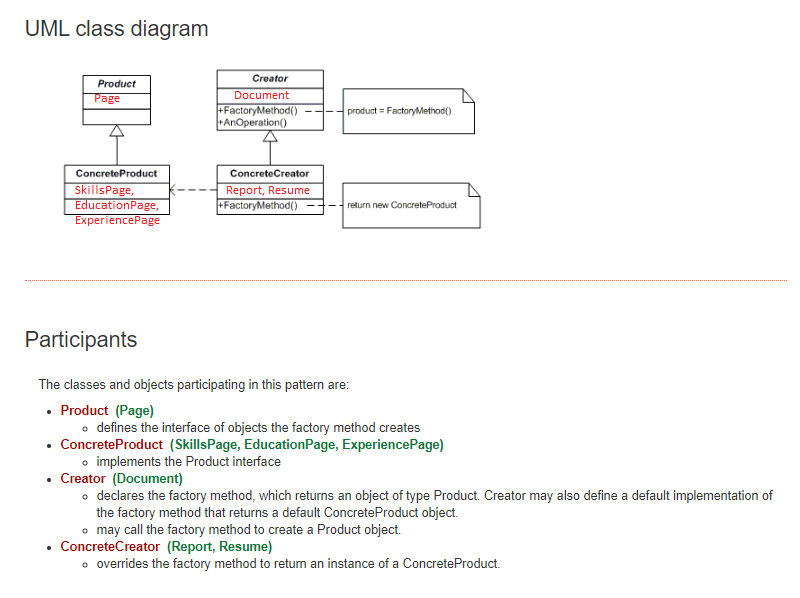 UML class diagram
Product
Page
Creator
Document
+FactoryMethod()
+AnOperation()
product = FactoryMethod()
ConcreteProduct
SkillsPage,
EducationPage,
ExperiencePage
ConcreteCreator
Report, Resume
+FactoryMethod()
return new ConcreteProduct
Participants
The classes and objects participating in this pattern are:
Product (Page)
defines the interface of objects the factory method creates
ConcreteProduct (SkillsPage, EducationPage, ExperiencePage)
implements the Product interface
Creator (Document)
declares the factory method, which returns an object of type Product. Creator may also define a default implementation of
the factory method that returns a default ConcreteProduct object.
may call the factory method to create a Product object.
ConcreteCreator (Report, Resume)
overrides the factory method to return an instance of a ConcreteProduct.